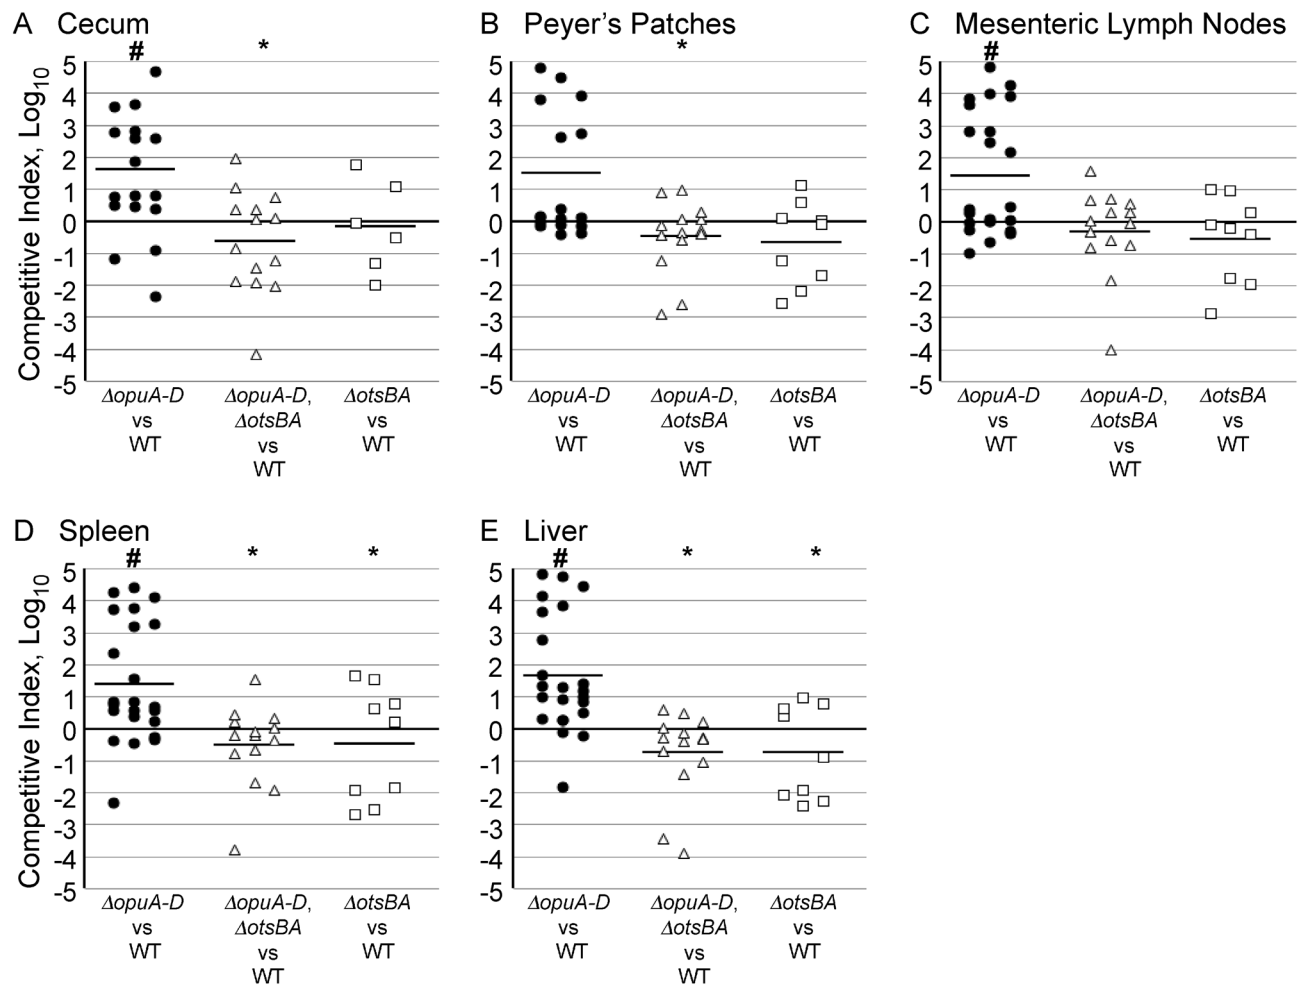 A Cecum
B Peyer's Patches
C Mesenteric Lymph Nodes
# *
*
#
Competitive Index, Log10
5
4
3
2
1
0
-1
-2
-3
-4
-5
5
4
3
2
1
0
-1
-2
-3
-4
-5
5
4
3
2
1
0
-1
-2
-3
-4
-5
ΔopuA-D
vs
WT
ΔopuA-D,
ΔotsBA
vs
WT
ΔotsBA
vs
WT
ΔopuA-D
vs
WT
ΔopuA-D,
ΔotsBA
vs
WT
ΔotsBA
vs
WT
ΔopuA-D
vs
WT
ΔopuA-D,
ΔotsBA
vs
WT
ΔotsBA
vs
WT
D Spleen
E Liver
# * *
# * *
Competitive Index, Log10
5
4
3
2
1
0
-1
-2
-3
-4
-5
5
4
3
2
1
0
-1
-2
-3
-4
-5
ΔopuA-D
vs
WT
ΔopuA-D,
ΔotsBA
vs
WT
ΔotsBA
vs
WT
ΔopuA-D
vs
WT
ΔopuA-D,
ΔotsBA
vs
WT
ΔotsBA
vs
WT